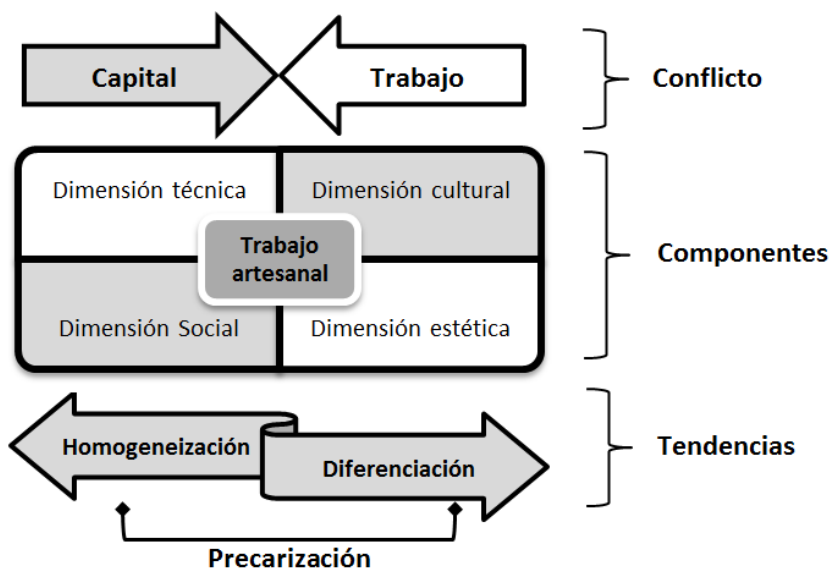 Capital
Trabajo
Conflicto
Dimensión técnica
Dimensión cultural
Trabajo
artesanal
Componentes
Dimensión Social
Dimensión estética
Homogeneización
Diferenciación
Tendencias
Precarización